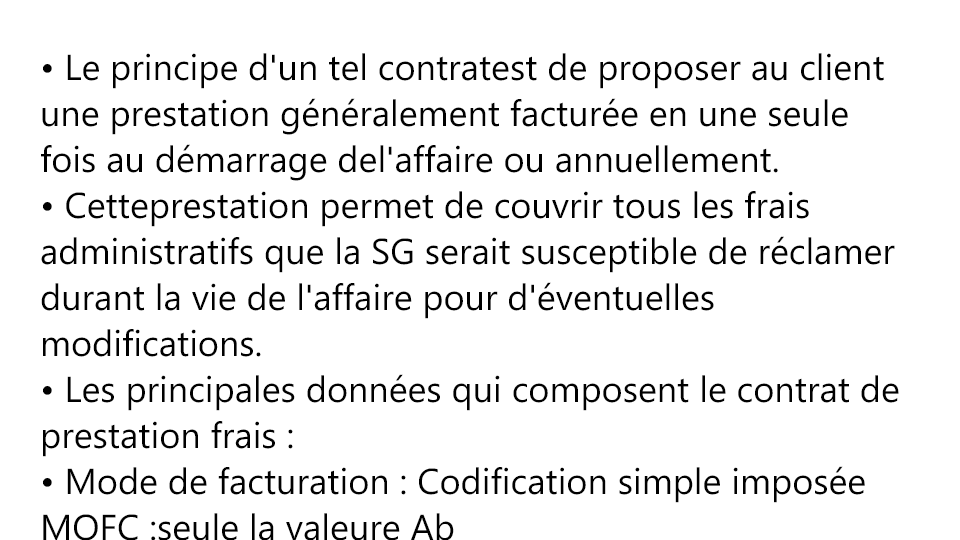 • Le principe d'un tel contratest de proposer au client
une prestation généralement facturée en une seule
fois au démarrage del'affaire ou annuellement.
• Cetteprestation permet de couvrir tous les frais
administratifs que la SG serait susceptible de réclamer
durant la vie de l'affaire pour d'éventuelles
modifications.
• Les principales données qui composent le contrat de
prestation frais :
• Mode de facturation : Codification simple imposée
MOFC :seule la valeure Ab